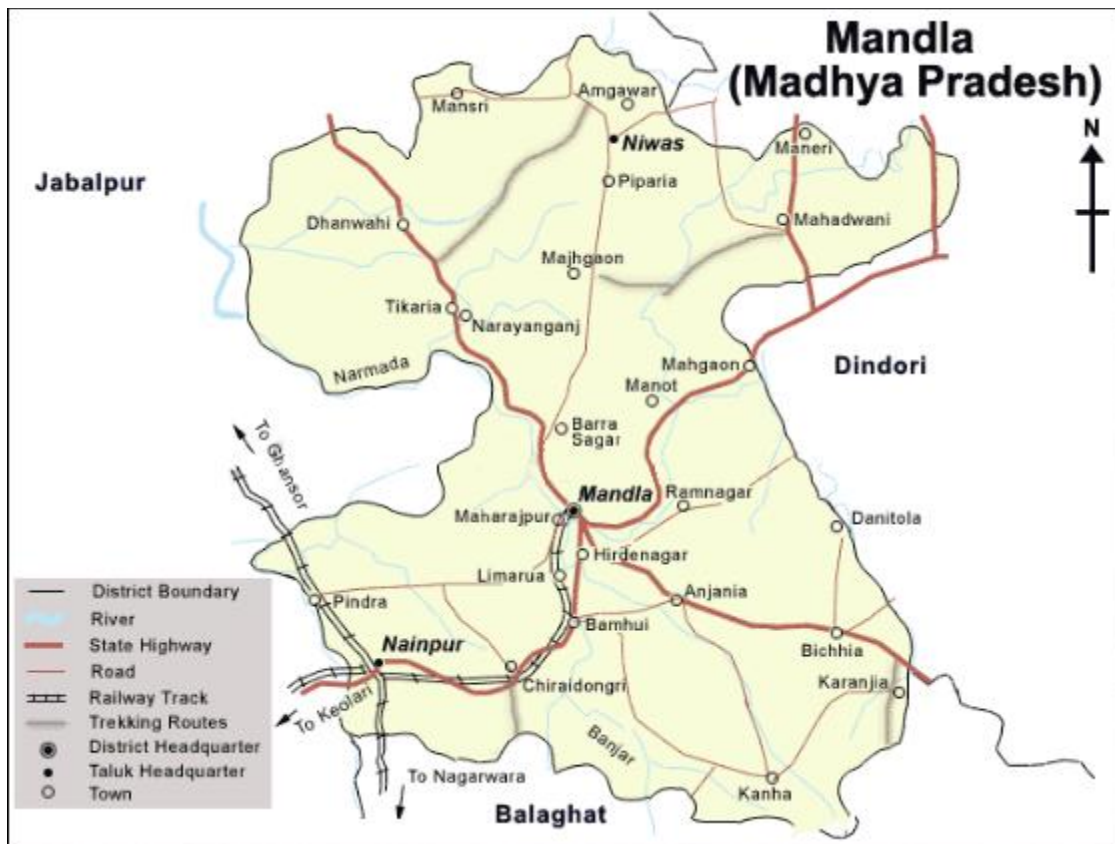 Mandla
(Madhya Pradesh)
N
Amgawar
Mansri
Niwas
Maneri
Jabalpur
Piparia
Dhanwahi
Mahadwani
Majhgaon
Tikaria
Narayanganj
Narmada
Mahgaon
Dindori
Manot
Barra
Sagar
To Ghansor
Mandla
Ramnagar
Maharajpur
Danitola
Hirdenagar
Limarua
Anjania
Pindra
Bamhui
Bichhia
Nainpur
Chiraidongri
Karanjia
To Keolari
Banjar
To Nagarwara
Kanha
Balaghat
District Boundary
River
State Highway
Road
Railway Track
Trekking Routes
District Headquarter
Taluk Headquarter
Town